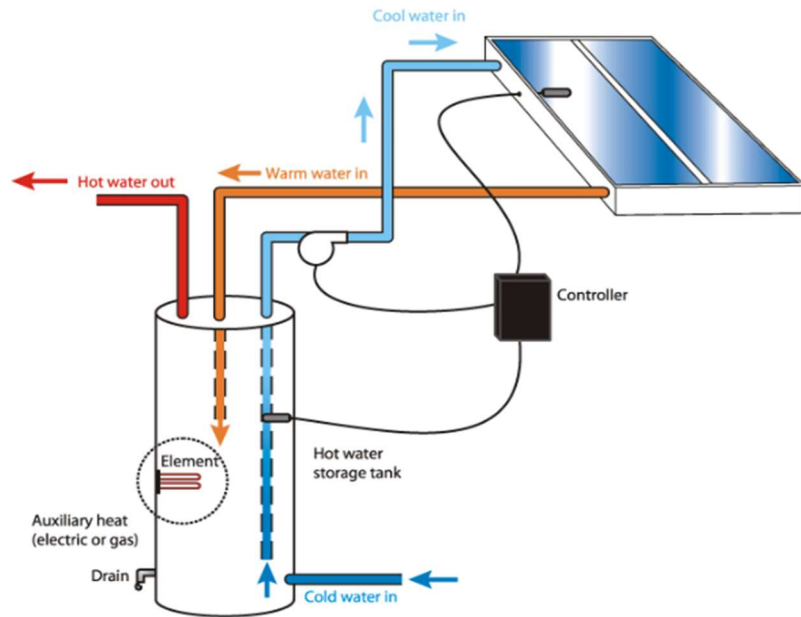 Cool water in
Hot water out
Warm water in
Controller
Element
Hot water
storage tank
Auxiliary heat
(electric or gas)
Drain
Cold water in